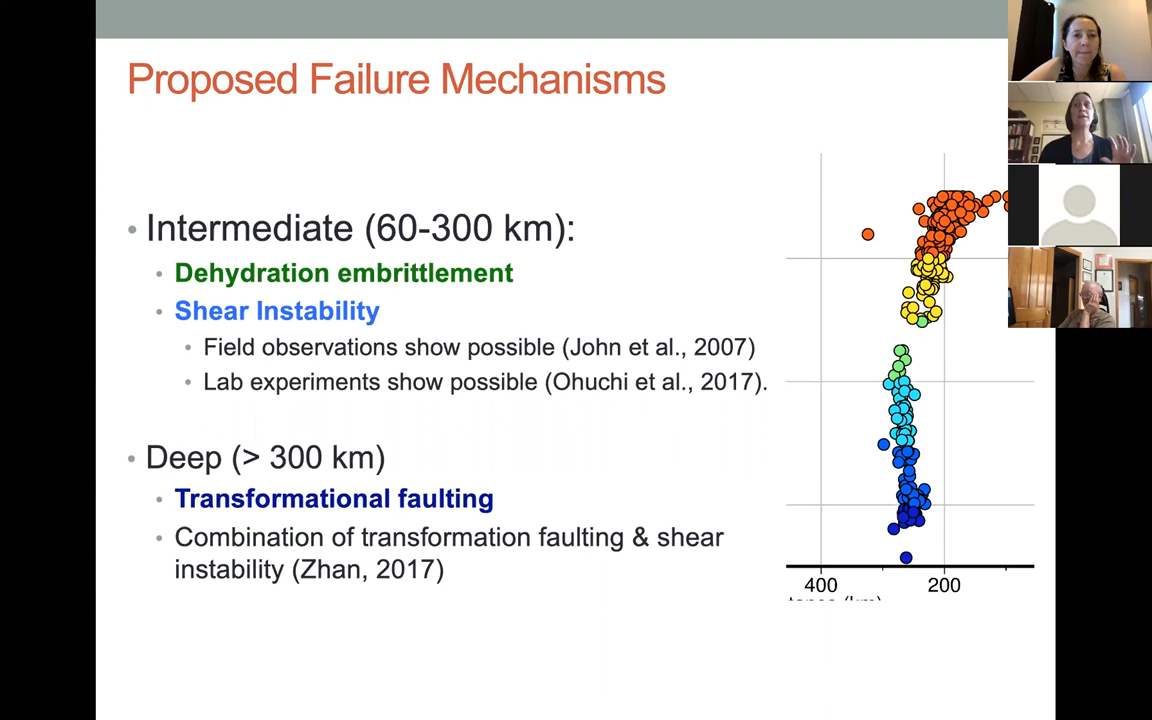 Proposed Failure Mechanisms
• Intermediate (60-300 km):
• Dehydration embrittlement
• Shear Instability
• Field observations show possible (John et al., 2007)
• Lab experiments show possible (Ohuchi et al., 2017).
• Deep (> 300 km)
• Transformational faulting
• Combination of transformation faulting & shear
instability (Zhan, 2017)
400 200